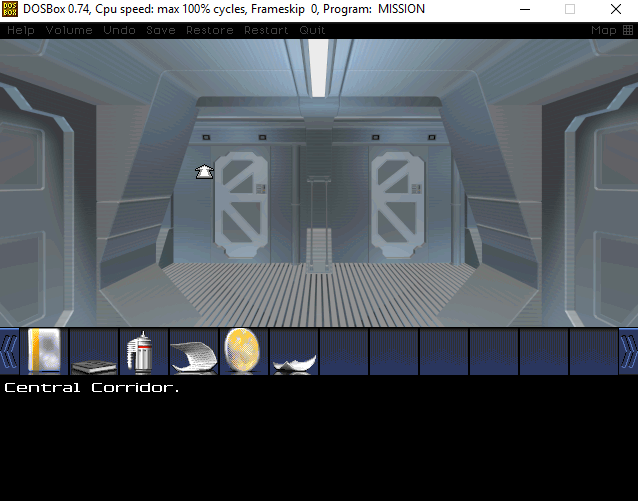 DOSBox 0.74, Cpu speed: max 100% cycles, Frameskip 0, Program: MISSION
Help Volume Undo Save Restore Restart Quit Map
Central Corridor.